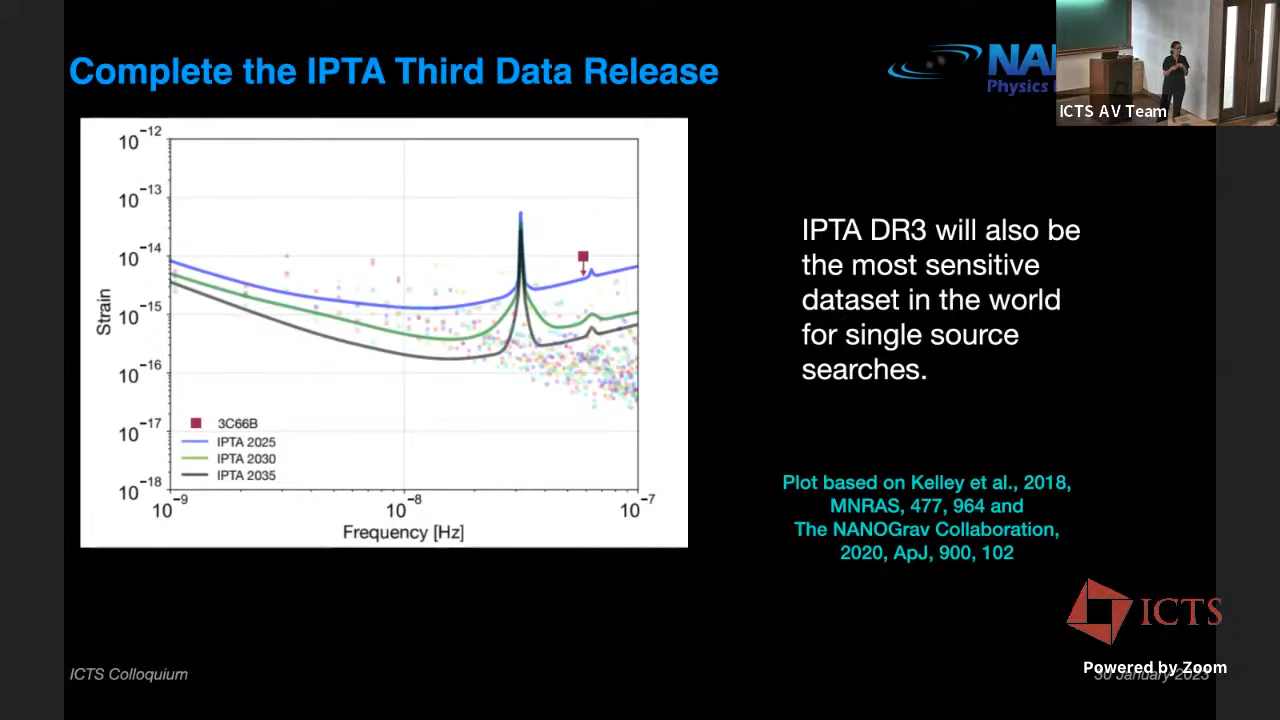 Complete the IPTA Third Data Release
NA
Physics
ICTS AV Team
10−12
10−13
10−14
10−15
10−16
10−17
10−18
Strain
3C66B
IPTA 2025
IPTA 2030
IPTA 2035
10−9
10−8
10−7
Frequency [Hz]
IPTA DR3 will also be
the most sensitive
dataset in the world
for single source
searches.
Plot based on Kelley et al., 2018,
MNRAS, 477, 964 and
The NANOGrav Collaboration,
2020, ApJ, 900, 102
ICTS
Powered by Zoom
ICTS Colloquium
30 January 2023